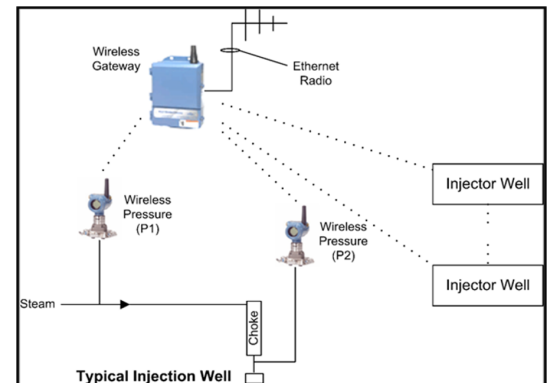 Wireless
Gateway
Ethernet
Radio
Wireless
Pressure
(P1)
Wireless
Pressure
(P2)
Injector Well
Injector Well
Steam
Choke
Typical Injection Well